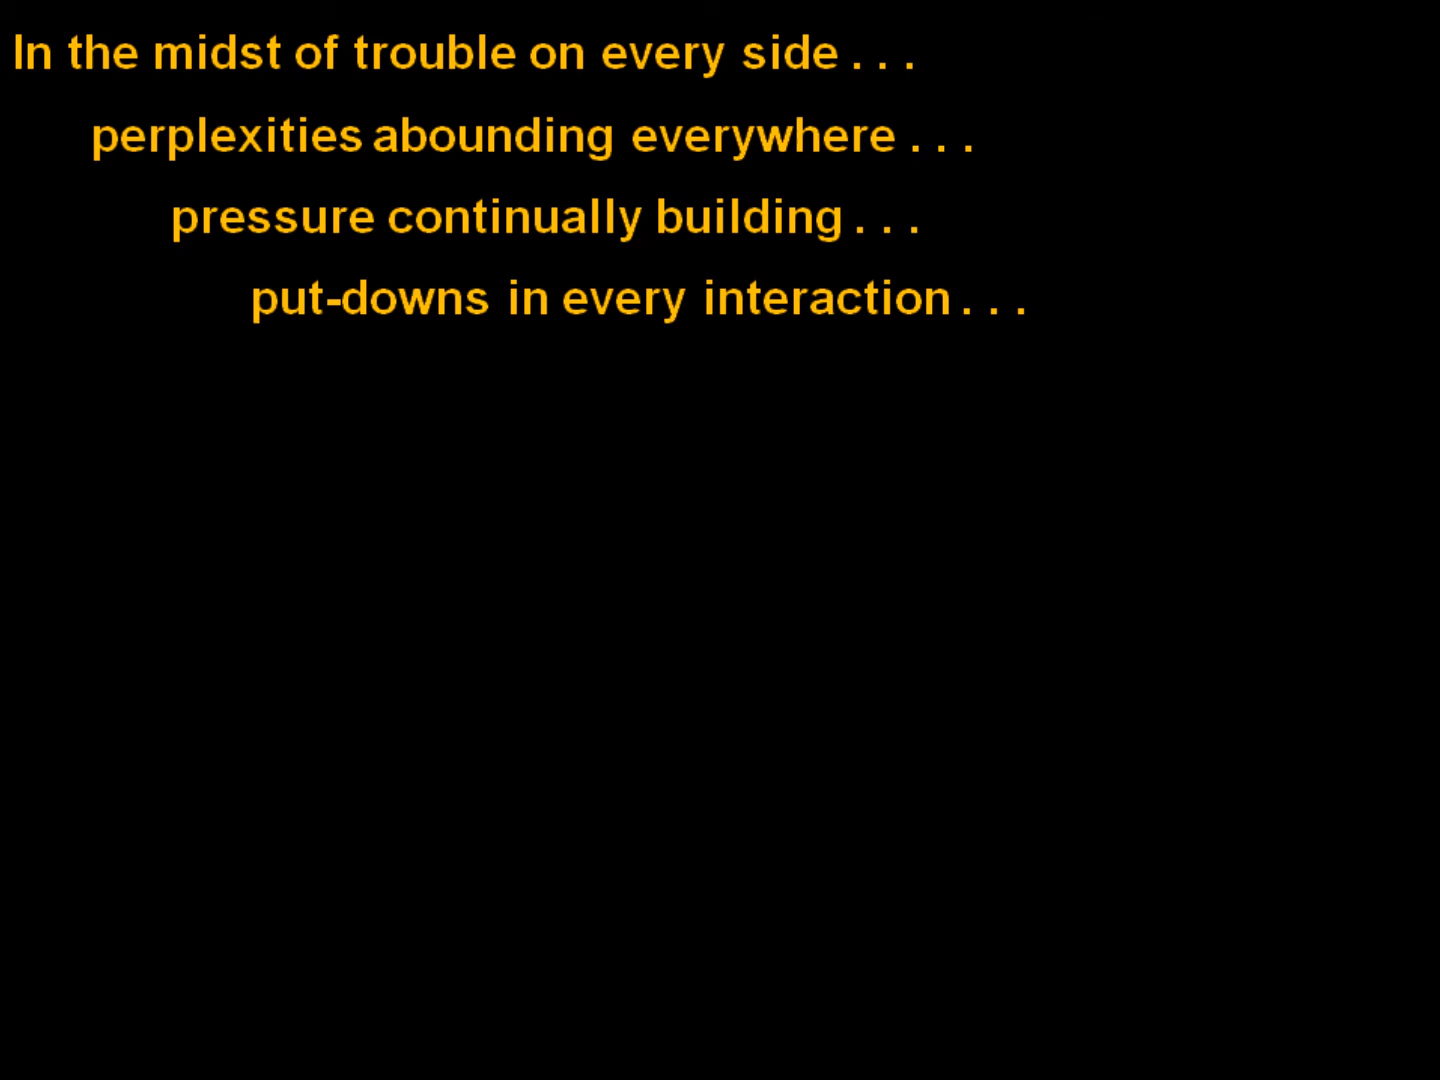 In the midst of trouble on every side . . .
perplexities abounding everywhere . . .
pressure continually building . . .
put-downs in every interaction . . .